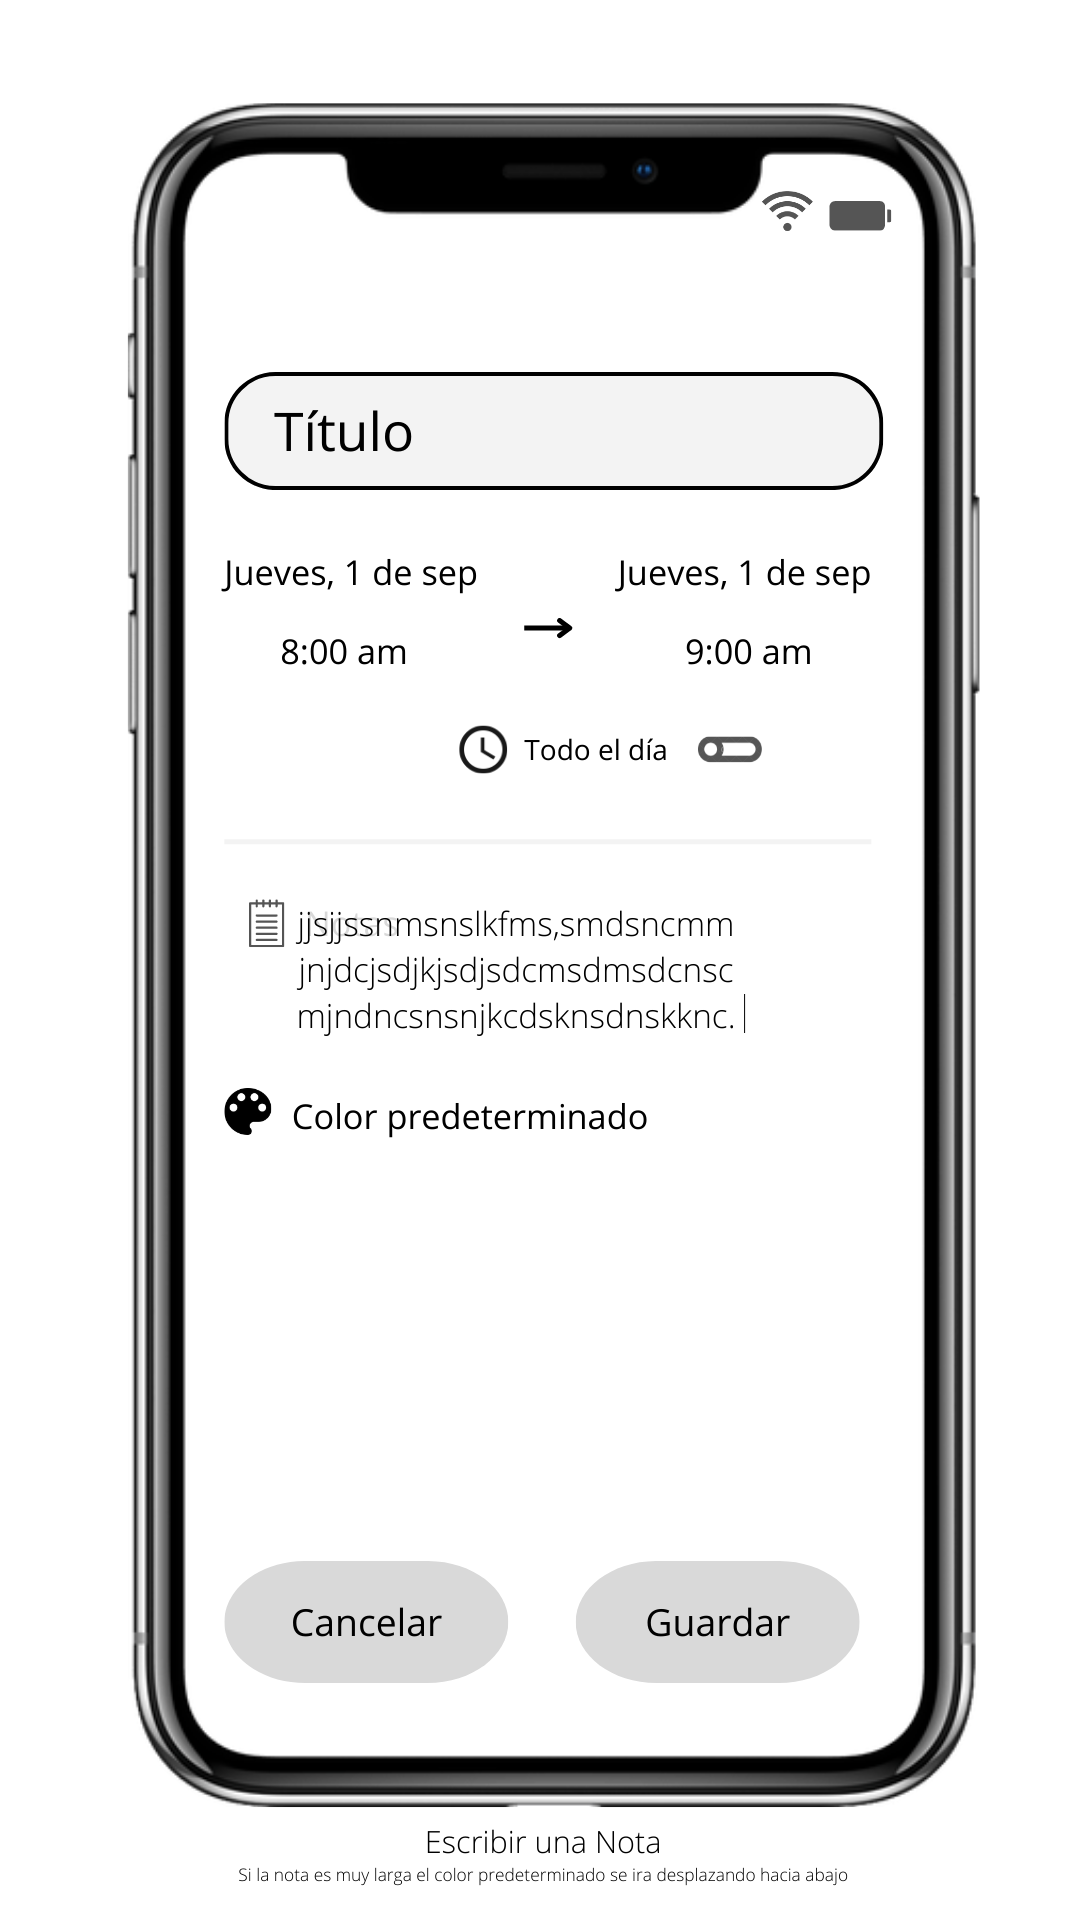 Título
Jueves, 1 de sep
Jueves, 1 de sep
8:00 am
9:00 am
Todo el día
jjsjjssnmsnslkfms,smdsncmm
jnjdcjsdjkjsdjsdcmsdmsdcnsc
mjndncsnsnjkcdsknsdnskknc.
Color predeterminado
Cancelar
Guardar
Escribir una Nota
Si la nota es muy larga el color predeterminado se ira desplazando hacia abajo